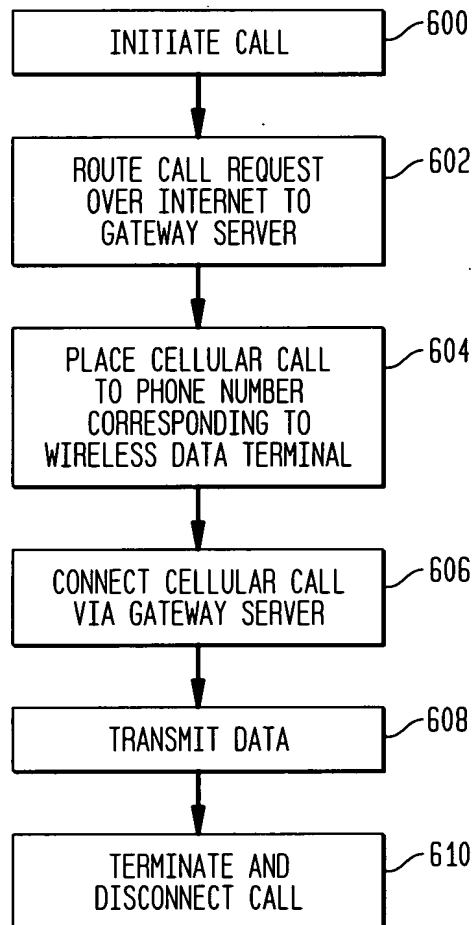 INITIATE CALL
600
ROUTE CALL REQUEST
OVER INTERNET TO
GATEWAY SERVER
602
PLACE CELLULAR CALL
TO PHONE NUMBER
CORRESPONDING TO
WIRELESS DATA TERMINAL
604
CONNECT CELLULAR CALL
VIA GATEWAY SERVER
606
TRANSMIT DATA
608
TERMINATE AND
DISCONNECT CALL
610